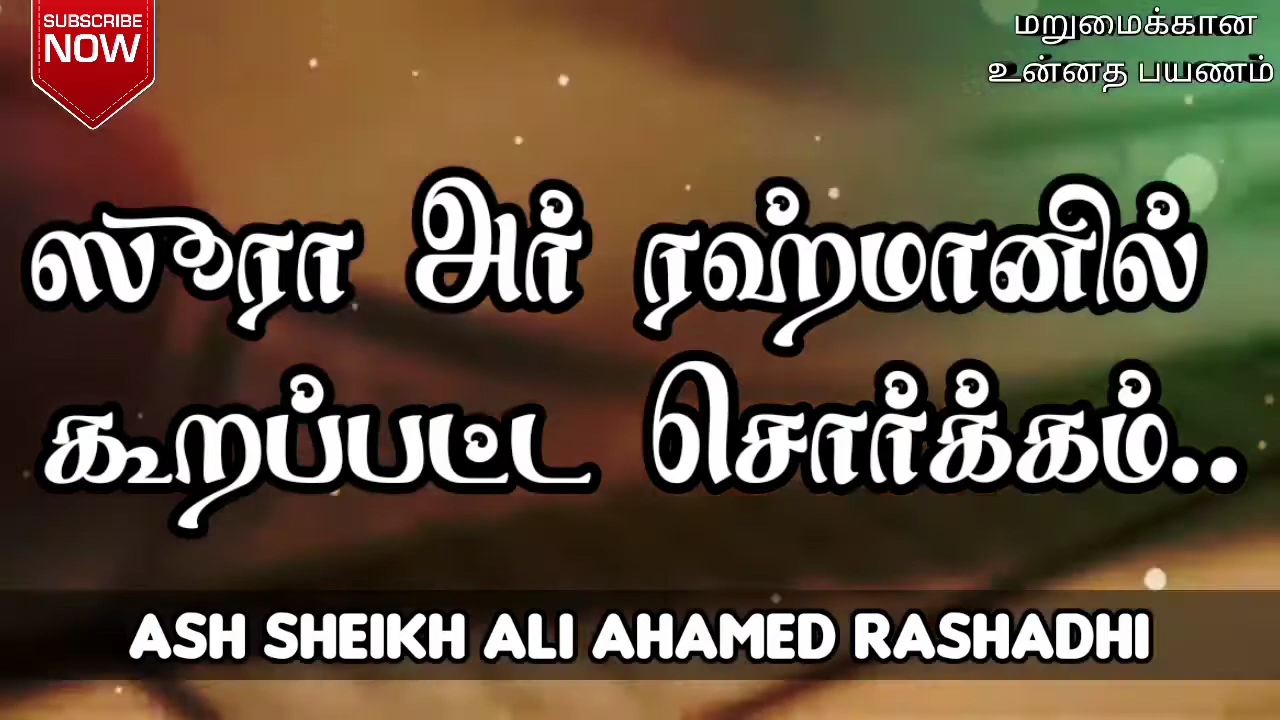 SUBSCRIBE
NOW
மறுமைக்கான
உன்னத பயணம்
ஸூரா அர் ரஹ்மானில்
கூறப்பட்ட சொர்க்கம்..
ASH SHEIKH ALI AHAMED RASHADHI